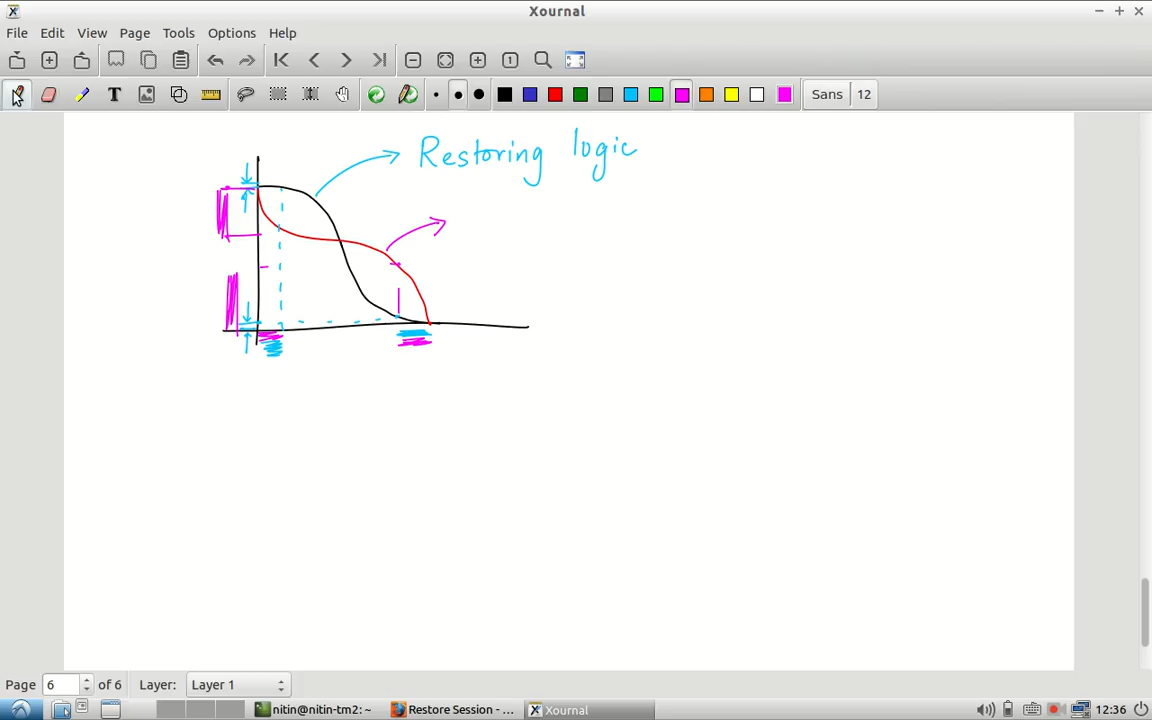 Xournal
File Edit View Page Tools Options Help
Sans 12
Restoring logic
Page 6 of 6 Layer: Layer 1
nitin@nitin-tm2: ~ Restore Session - ... Xournal 12:36